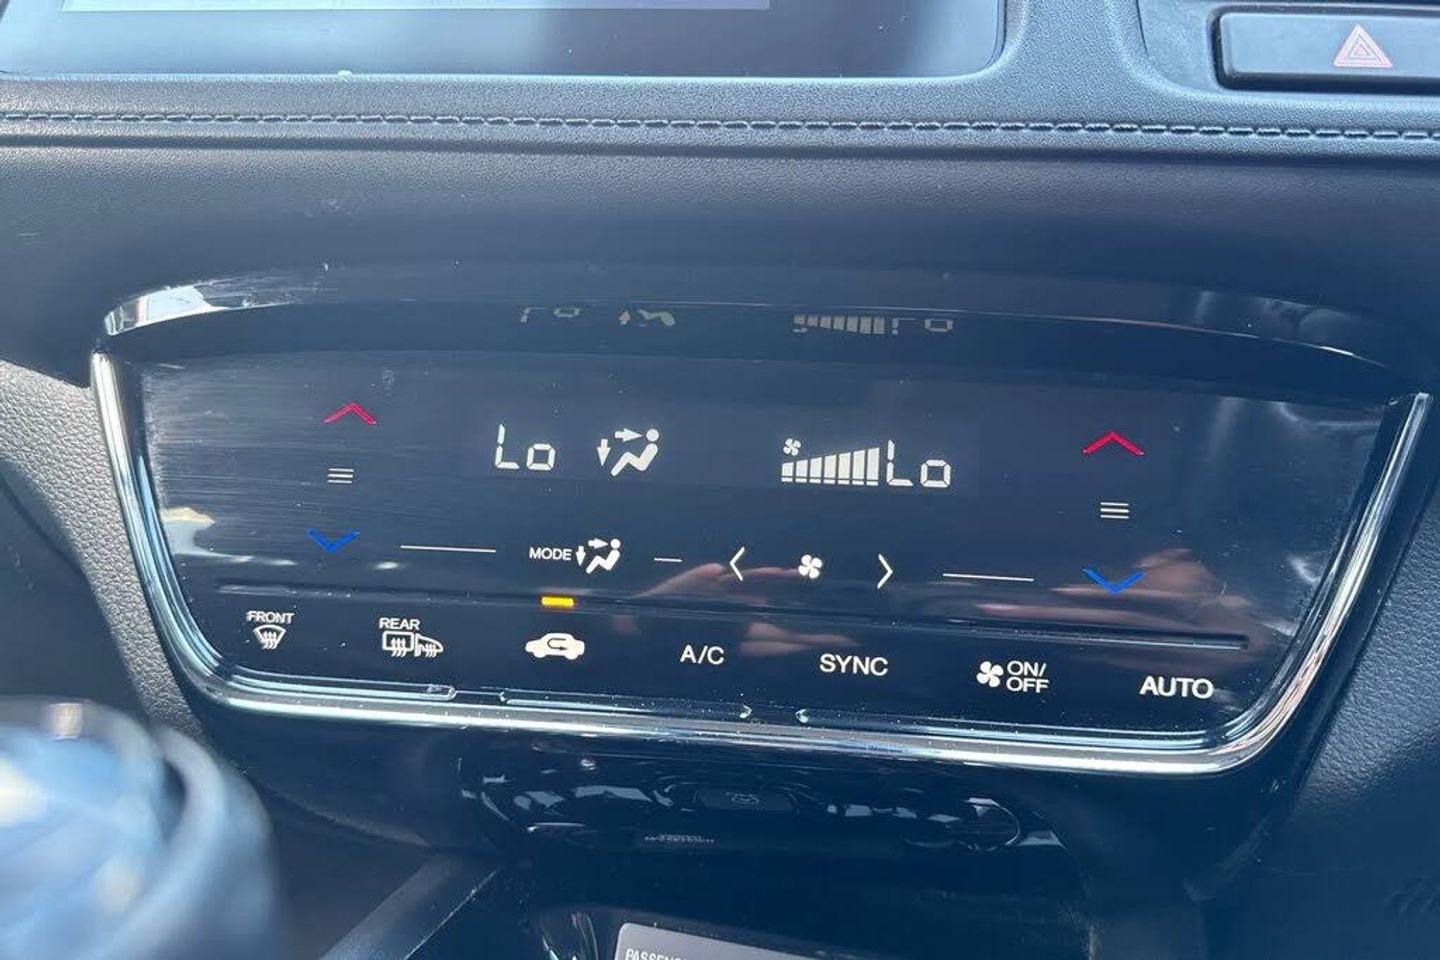 Lo Lo
MODE
FRONT
REAR
A/C
SYNC
ON/
OFF
AUTO